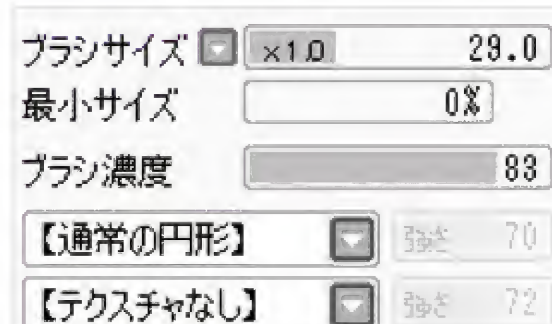 ブラシサイズ ×1.0 29.0
最小サイズ 0%
ブラシ濃度 83
【通常の円形】 強さ 70
【テクスチャなし】 強さ 72